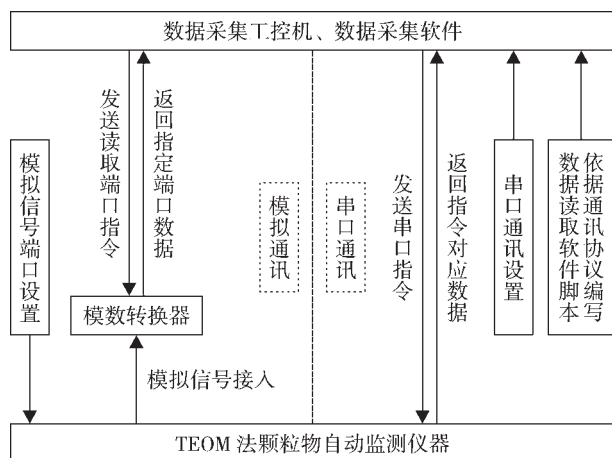 数据采集工控机、数据采集软件
模拟信号端口设置
发送读取端口指令
返回指定端口数据
模拟通讯
串口通讯
发送串口指令
返回指令对应数据
串口通讯设置
依据通讯协议编写
数据读取软件脚本
模数转换器
模拟信号接入
TEOM 法颗粒物自动监测仪器